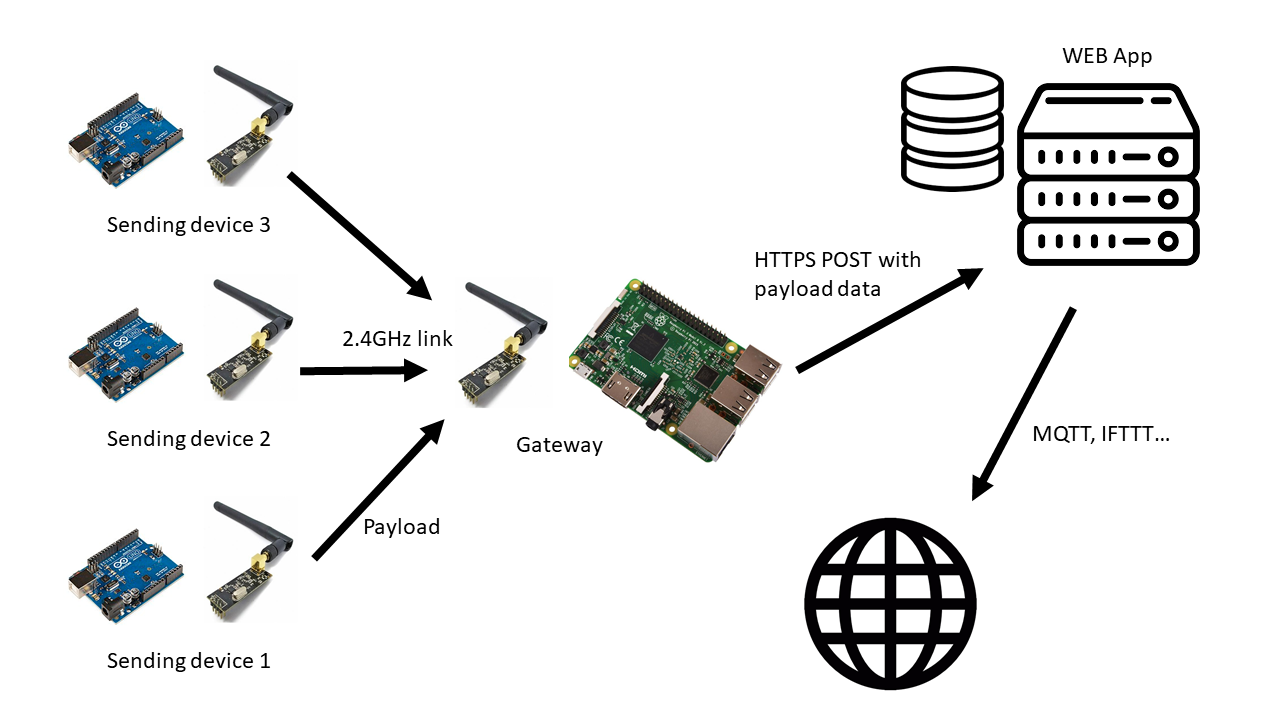 WEB App
Sending device 3
HTTPS POST with
payload data
2.4GHz link
Sending device 2
Gateway
MQTT, IFTTT...
Payload
Sending device 1